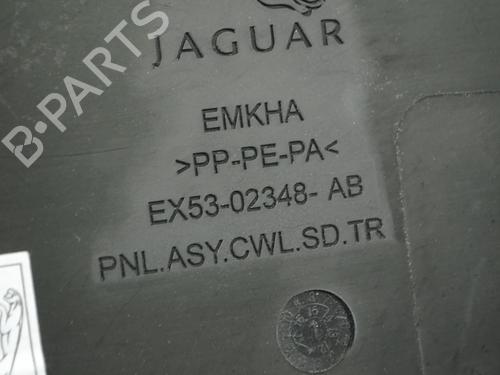 B-PARTS
JAGUAR
EMKHA
>PP-PE-PA<
EX53-02348- AB
PNL.ASY.CWL.SD.TR